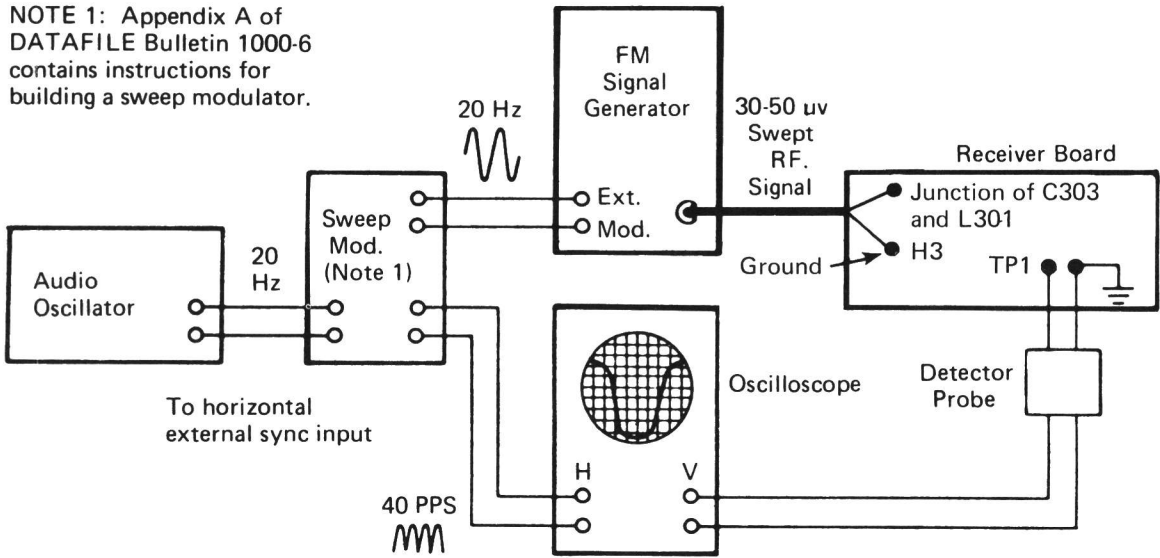 NOTE 1: Appendix A of
DATAFILE Bulletin 1000-6
contains instructions for
building a sweep modulator.
20 Hz
FM
Signal
Generator
Ext.
Mod.
30-50 uv
Swept
RF.
Signal
Receiver Board
Junction of C303
and L301
H3
Ground
TP1
Sweep
Mod.
(Note 1)
20
Hz
Audio
Oscillator
To horizontal
external sync input
40 PPS
H
V
Oscilloscope
Detector
Probe